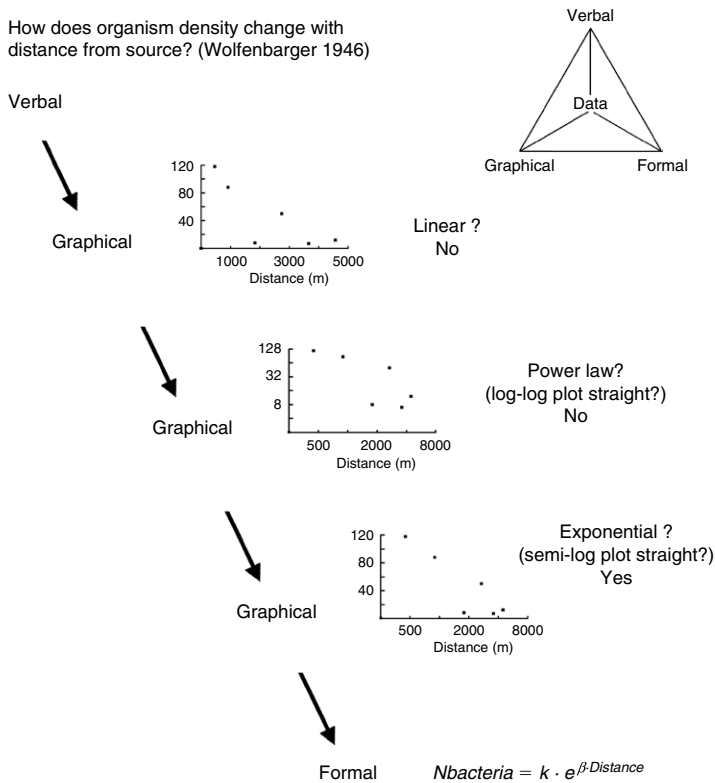 How does organism density change with
distance from source? (Wolfenbarger 1946)
Verbal
Verbal
Data
Graphical
Formal
Graphical
120
80
40
1000
3000
5000
Distance (m)
Linear ?
No
Graphical
128
32
8
500
2000
8000
Distance (m)
Power law?
(log-log plot straight?)
No
Graphical
120
80
40
500
2000
8000
Distance (m)
Exponential ?
(semi-log plot straight?)
Yes
Formal
Nbacteria = k · e^β·Distance